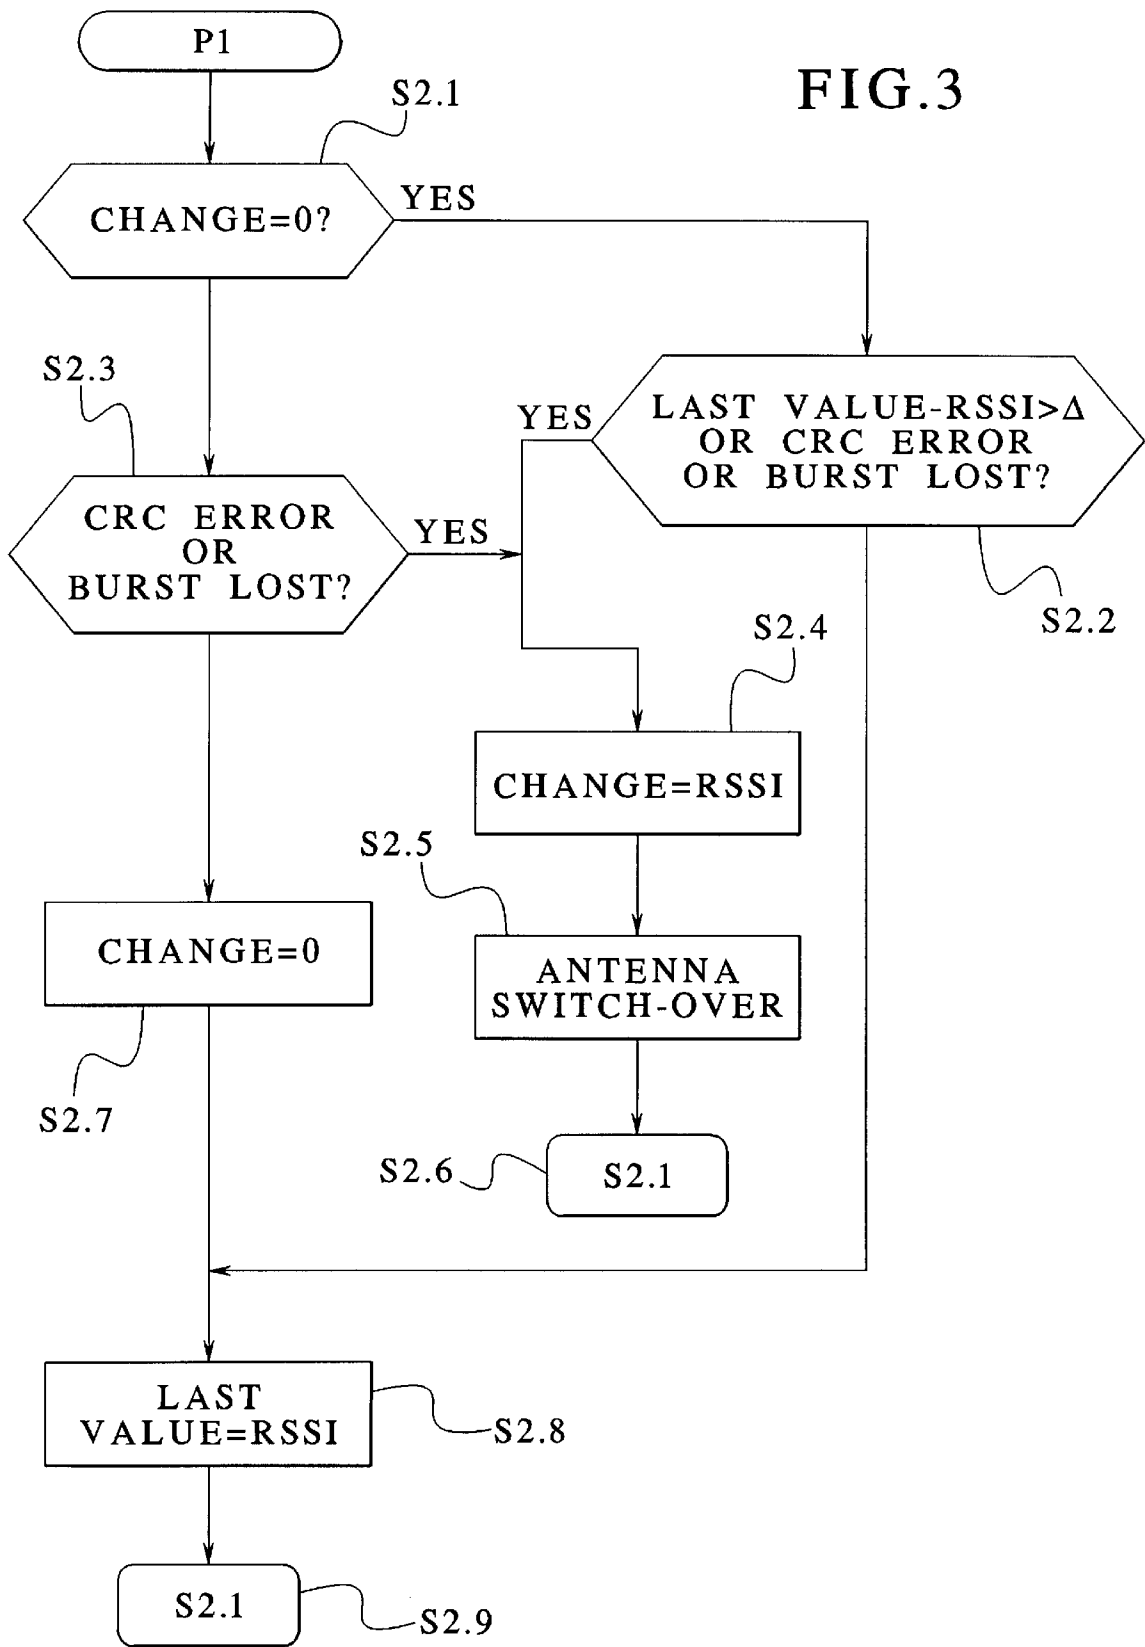 P1
FIG.3
S2.1
CHANGE=0?
YES
S2.3
LAST VALUE-RSSI>Δ
OR CRC ERROR
OR BURST LOST?
YES
CRC ERROR
OR
BURST LOST?
YES
S2.2
S2.4
CHANGE=RSSI
S2.5
CHANGE=0
ANTENNA
SWITCH-OVER
S2.7
S2.6
S2.1
LAST
VALUE=RSSI
S2.8
S2.1
S2.9